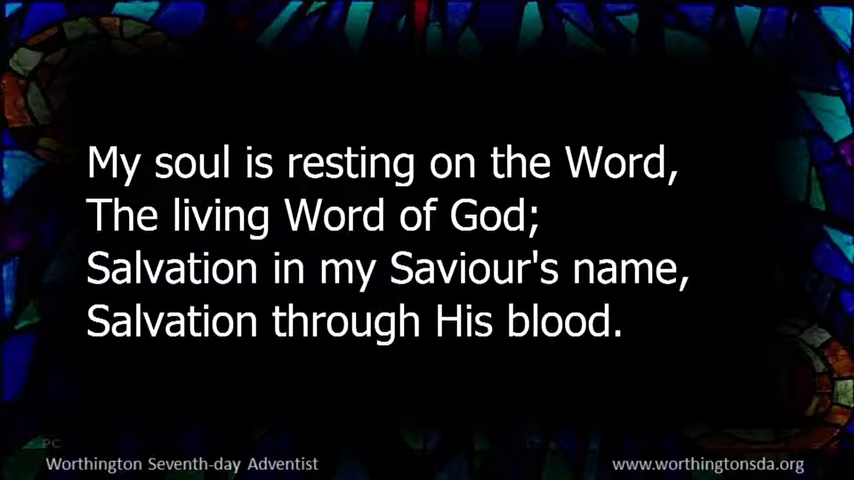 My soul is resting on the Word,
The living Word of God;
Salvation in my Saviour's name,
Salvation through His blood.
PC
Worthington Seventh-day Adventist
www.worthingtonsda.org